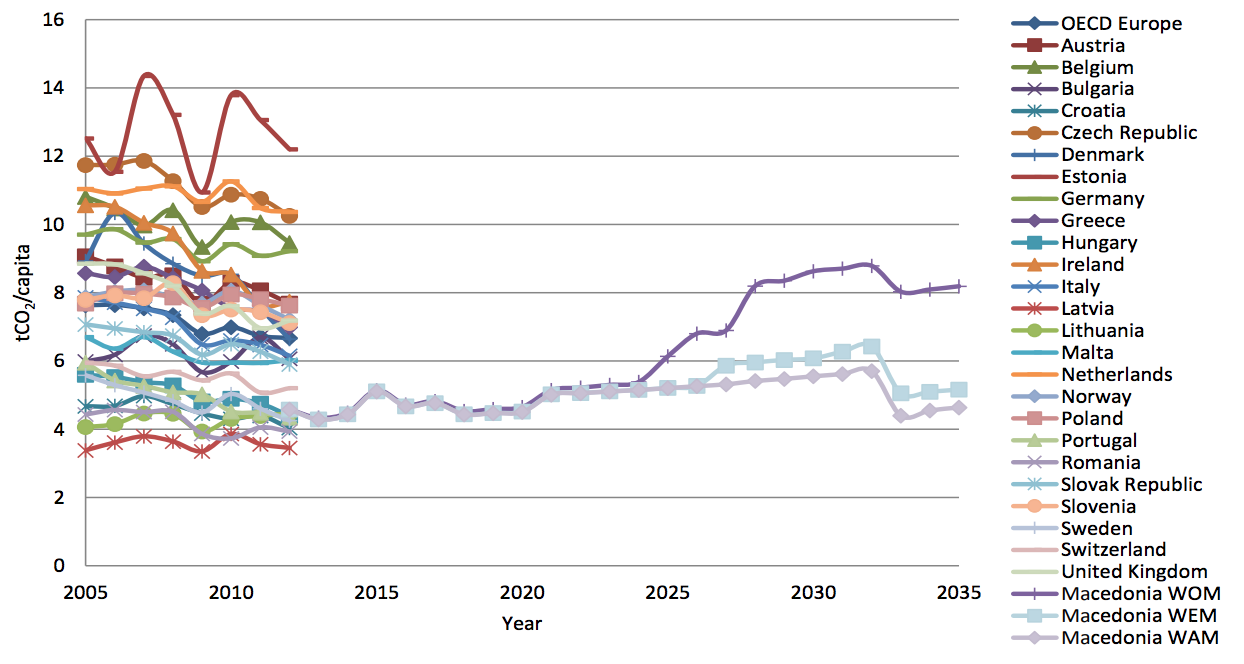 16
14
12
10
8
6
4
2
0
tCO₂/capita
2005 2010 2015 2020 2025 2030 2035
Year
OECD Europe
Austria
Belgium
Bulgaria
Croatia
Czech Republic
Denmark
Estonia
Germany
Greece
Hungary
Ireland
Italy
Latvia
Lithuania
Malta
Netherlands
Norway
Poland
Portugal
Romania
Slovak Republic
Slovenia
Sweden
Switzerland
United Kingdom
Macedonia WOM
Macedonia WEM
Macedonia WAM